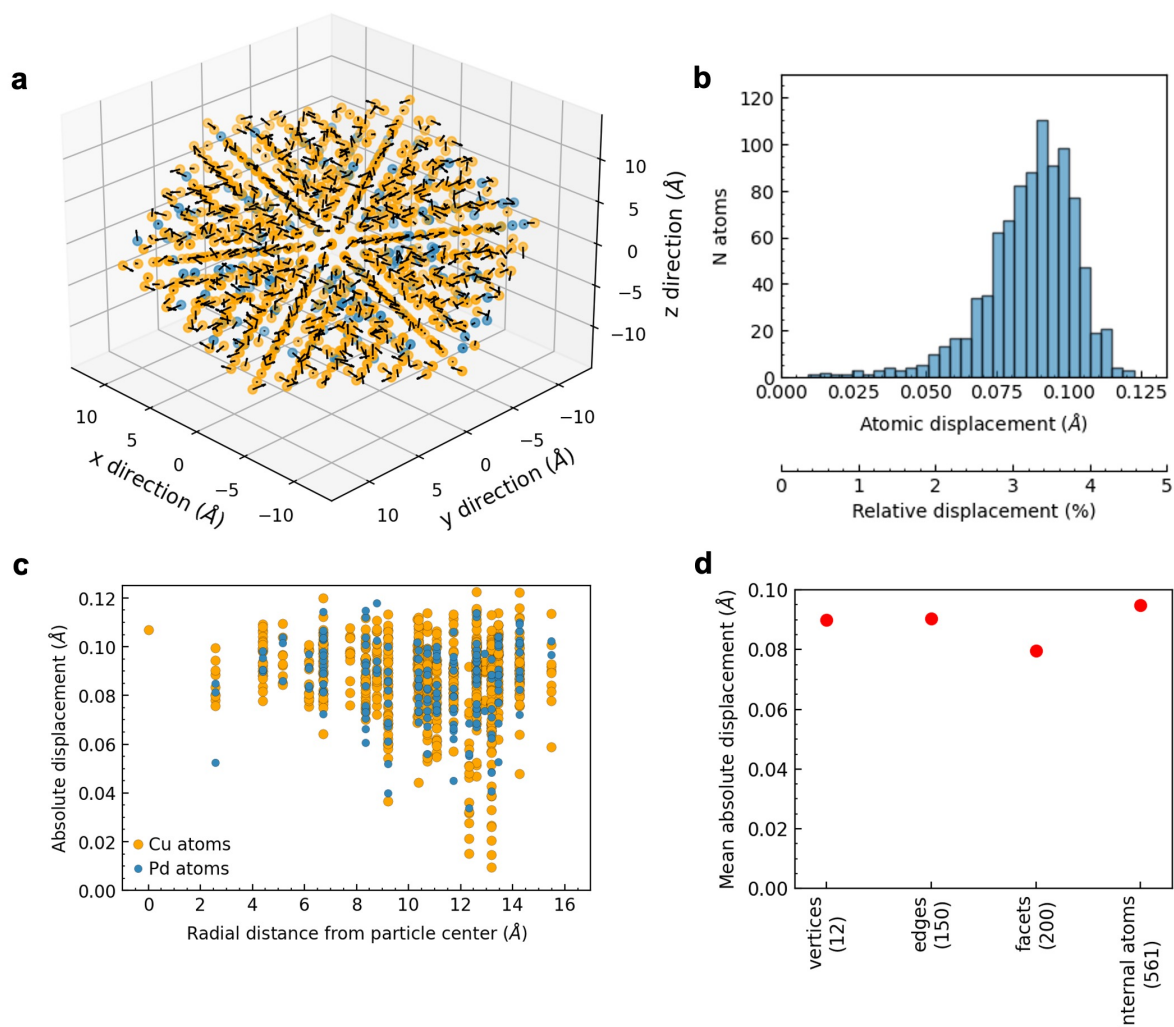 a
10
5
0
−5
−10
z direction (Å)
10
5
0
−5
−10
x direction (Å)
−10
−5
0
5
10
y direction (Å)
b
120
100
80
60
40
20
0
N atoms
0.000 0.025 0.050 0.075 0.100 0.125
Atomic displacement (Å)
0 1 2 3 4 5
Relative displacement (%)
c
0.12
0.10
0.08
0.06
0.04
0.02
0.00
Absolute displacement (Å)
Cu atoms
Pd atoms
0 2 4 6 8 10 12 14 16
Radial distance from particle center (Å)
d
0.10
0.08
0.06
0.04
0.02
0.00
Mean absolute displacement (Å)
vertices
(12)
edges
(150)
facets
(200)
nternal atoms
(561)